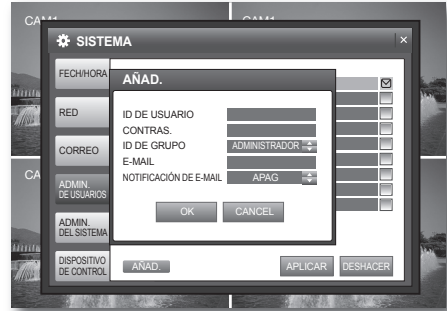 CAM1
CAM1
SISTEMA
FECH/HORA
AÑAD.
RED
ID DE USUARIO
CONTRAS.
ID DE GRUPO ADMINISTRADOR
E-MAIL
NOTIFICACIÓN DE E-MAIL APAG
CORREO
CA
ADMIN.
DE USUARIOS
OK CANCEL
ADMIN.
DEL SISTEMA
DISPOSITIVO
DE CONTROL
AÑAD. APLICAR DESHACER